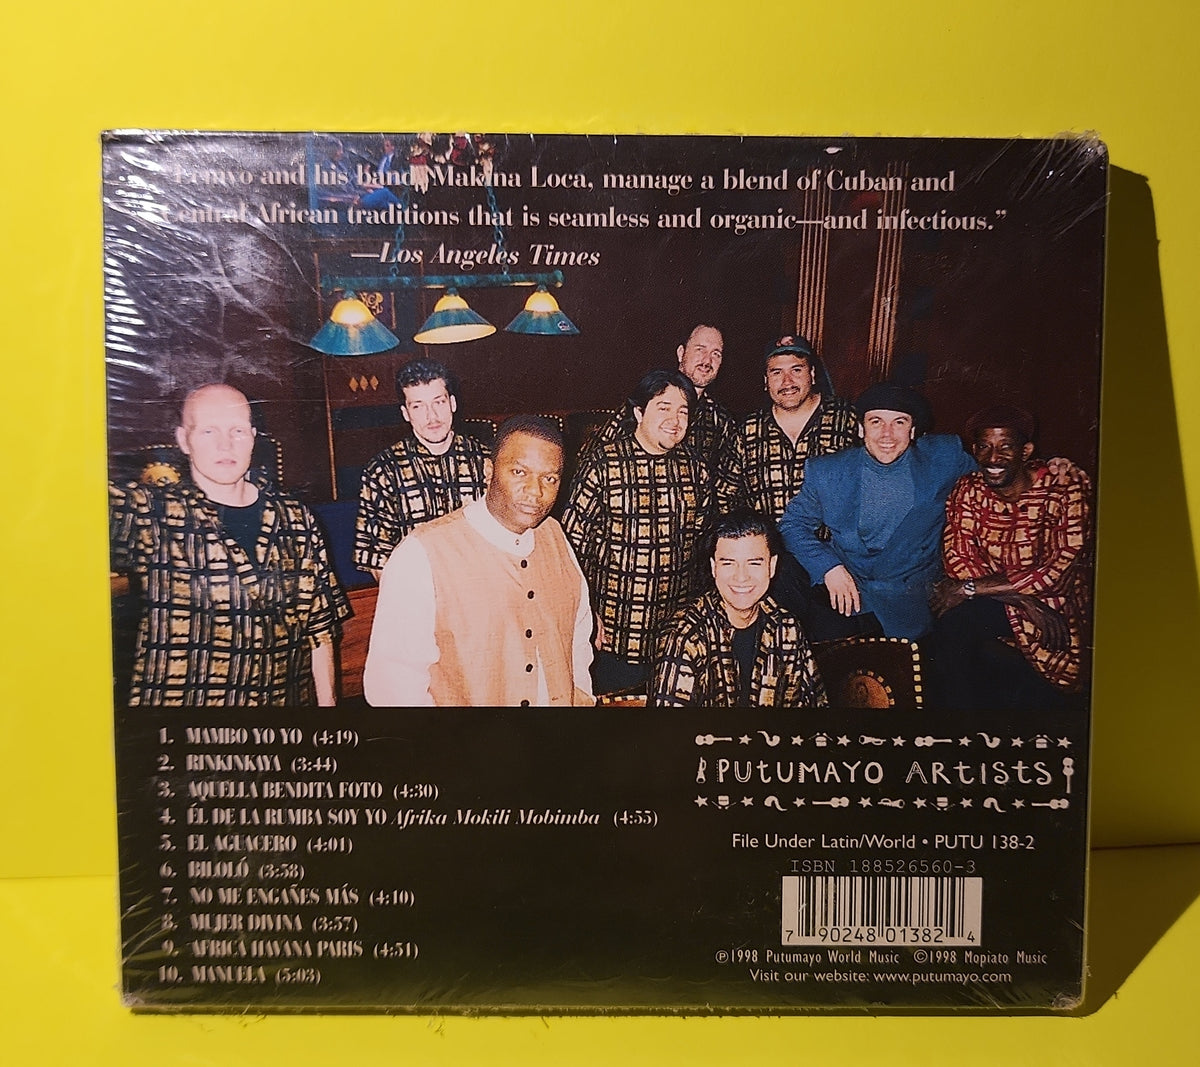 and his band, Makina Loca, manage a blend of Cuban and
Central African traditions that is seamless and organic—and infectious.”
—Los Angeles Times
1. MAMBO YO YO (4:19)
2. RINKINKAYA (3:44)
3. AQUELLA BENDITA FOTO (4:30)
4. ÉL DE LA RUMBA SOY YO Afrika Mokili Mobimba (4:55)
5. EL AGUACERO (4:01)
6. BILOLÓ (3:58)
7. NO ME ENGAÑES MÁS (4:10)
8. MUJER DIVINA (3:57)
9. AFRICA HAVANA PARIS (4:51)
10. MANUELA (5:03)
PUTUMAYO ARTISTS
File Under Latin/World • PUTU 138-2
ISBN 188526560-3
7 90248 01382 4
℗1998 Putumayo World Music ©1998 Mopiato Music
Visit our website: www.putumayo.com